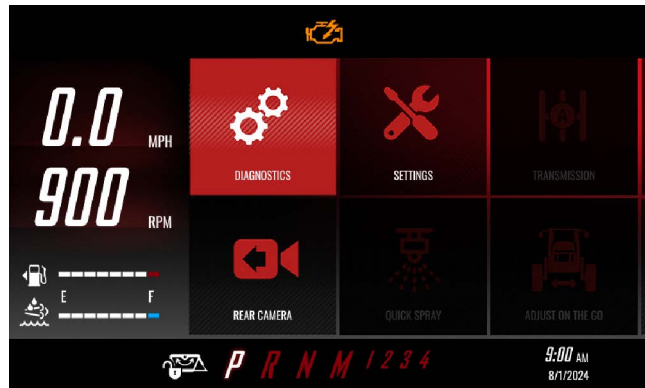 0.0 MPH
900 RPM
E F
DIAGNOSTICS
SETTINGS
TRANSMISSION
A
REAR CAMERA
QUICK SPRAY
ADJUST ON THE GO
P R N M 1 2 3 4
9:00 AM
8/1/2024